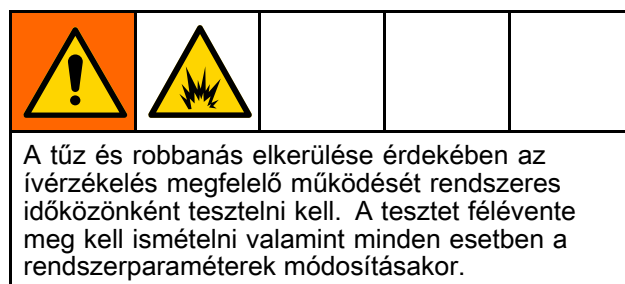 A tűz és robbanás elkerülése érdekében az
ívérzékelés megfelelő működését rendszeres
időközönként tesztelni kell. A tesztet félévente
meg kell ismételni valamint minden esetben a
rendszerparaméterek módosításakor.